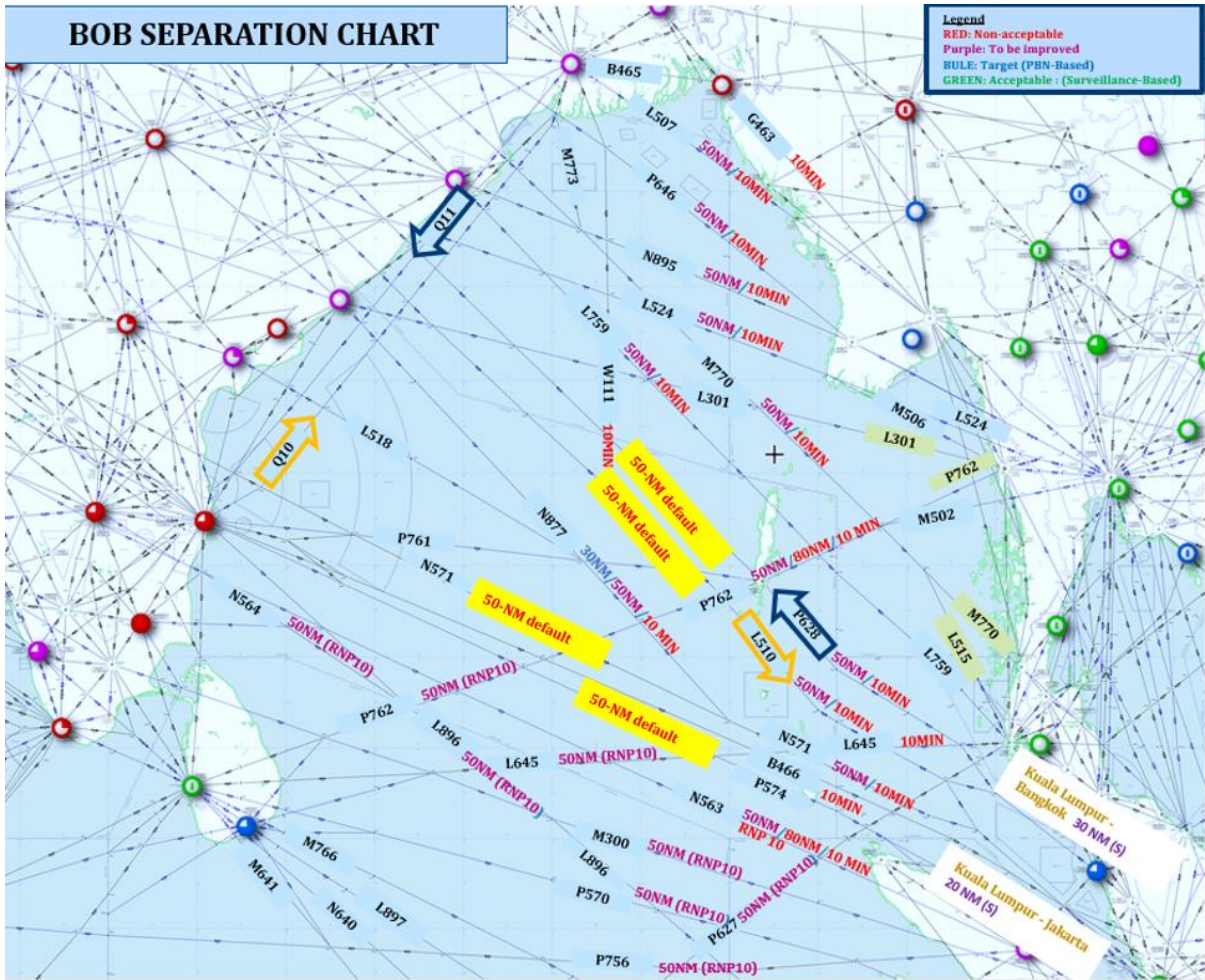 BOB SEPARATION CHART
Legend
RED: Non-acceptable
Purple: To be improved
BULE: Target (PBN-Based)
GREEN: Acceptable : (Surveillance-Based)
B465
L507
50NM/10MIN
G463
10MIN
M773
P646
50NM/10MIN
Q11
N895
50NM/10MIN
L524
50NM/10MIN
L759
50NM/10MIN
M770
50NM/10MIN
W111
10MIN
L301
M506
L524
L301
P762
M502
Q10
L518
50-NM default
50-NM default
N877
30NM/50NM/10 MIN
P761
N571
50NM/80NM/10 MIN
P762
P628
50NM/10MIN
L510
50NM/10MIN
M770
L515
L759
N564
50NM (RNP10)
50-NM default
50NM (RNP10)
P762
50-NM default
L896
50NM (RNP10)
L645
50NM (RNP10)
N571
50NM/10MIN
L645
10MIN
B466
P574
10MIN
N563
50NM/80NM/10 MIN
RNP 10
Kuala Lumpur -
Bangkok 30 NM (S)
Kuala Lumpur - Jakarta
20 NM (S)
M300
50NM (RNP10)
L896
P570
50NM (RNP10)
P627
50NM (RNP10)
M766
M641
N640
L897
P756
50NM (RNP10)